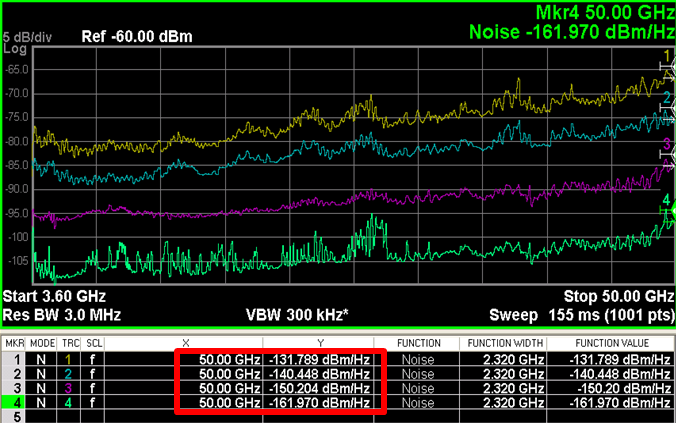 Mkr4 50.00 GHz
5 dB/div Ref -60.00 dBm Noise -161.970 dBm/Hz
Log
1
-65.0
-70.0
2
-75.0
-80.0
3
-85.0
-90.0
4
-95.0
-100
-105
Start 3.60 GHz Stop 50.00 GHz
Res BW 3.0 MHz VBW 300 kHz* Sweep 155 ms (1001 pts)
MKR MODE TRC SCL X Y FUNCTION FUNCTION WIDTH FUNCTION VALUE
1 N 1 f 50.00 GHz -131.789 dBm/Hz Noise 2.320 GHz -131.789 dBm/Hz
2 N 2 f 50.00 GHz -140.448 dBm/Hz Noise 2.320 GHz -140.448 dBm/Hz
3 N 3 f 50.00 GHz -150.204 dBm/Hz Noise 2.320 GHz -150.20 dBm/Hz
4 N 4 f 50.00 GHz -161.970 dBm/Hz Noise 2.320 GHz -161.970 dBm/Hz
5